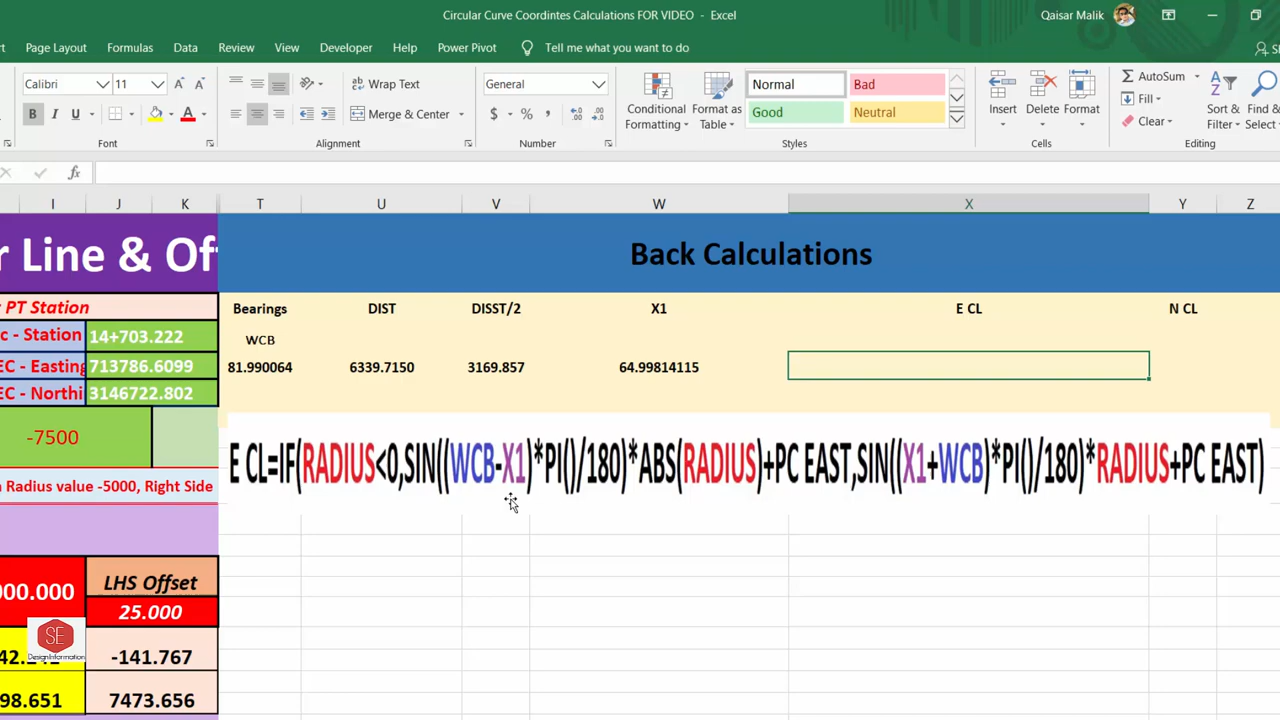 Circular Curve Coordintes Calculations FOR VIDEO - Excel
Qaisar Malik
Page Layout Formulas Data Review View Developer Help Power Pivot Tell me what you want to do
Calibri 11 Wrap Text General Normal Bad AutoSum
B I U Merge & Center $ % , Conditional Formatting Format as Table Good Neutral Insert Delete Format Fill Clear Sort & Filter Find & Select
Font Alignment Number Styles Cells Editing
fx
I J K T U V W X Y Z
r Line & Of
Back Calculations
PT Station
Bearings DIST DISST/2 X1 E CL N CL
c - Station 14+703.222
WCB
EC - Easting 713786.6099
81.990064 6339.7150 3169.857 64.99814115
EC - Northi 3146722.802
-7500
E CL=IF(RADIUS<0,SIN((WCB-X1)*PI()/180)*ABS(RADIUS)+PC EAST,SIN((X1+WCB)*PI()/180)*RADIUS+PC EAST)
Radius value -5000, Right Side
000.000 LHS Offset
25.000
SE
Design Information
-141.767
98.651 7473.656